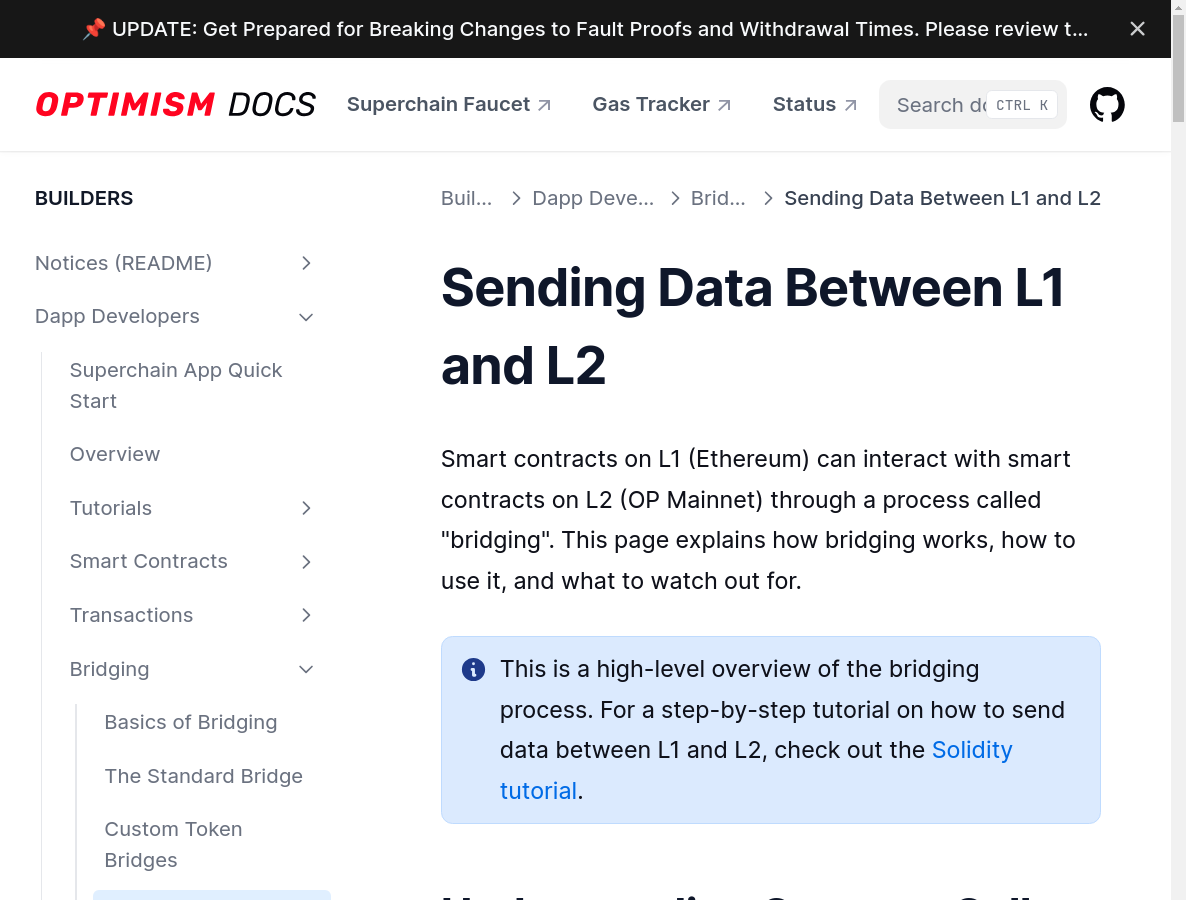 📌 UPDATE: Get Prepared for Breaking Changes to Fault Proofs and Withdrawal Times. Please review t...
OPTIMISM DOCS
Superchain Faucet
Gas Tracker
Status
Search do
CTRL K
BUILDERS
Notices (README)
Dapp Developers
Superchain App Quick
Start
Overview
Tutorials
Smart Contracts
Transactions
Bridging
Basics of Bridging
The Standard Bridge
Custom Token
Bridges
Buil... > Dapp Deve... > Brid... > Sending Data Between L1 and L2
Sending Data Between L1
and L2
Smart contracts on L1 (Ethereum) can interact with smart
contracts on L2 (OP Mainnet) through a process called
"bridging". This page explains how bridging works, how to
use it, and what to watch out for.
This is a high-level overview of the bridging
process. For a step-by-step tutorial on how to send
data between L1 and L2, check out the Solidity
tutorial.